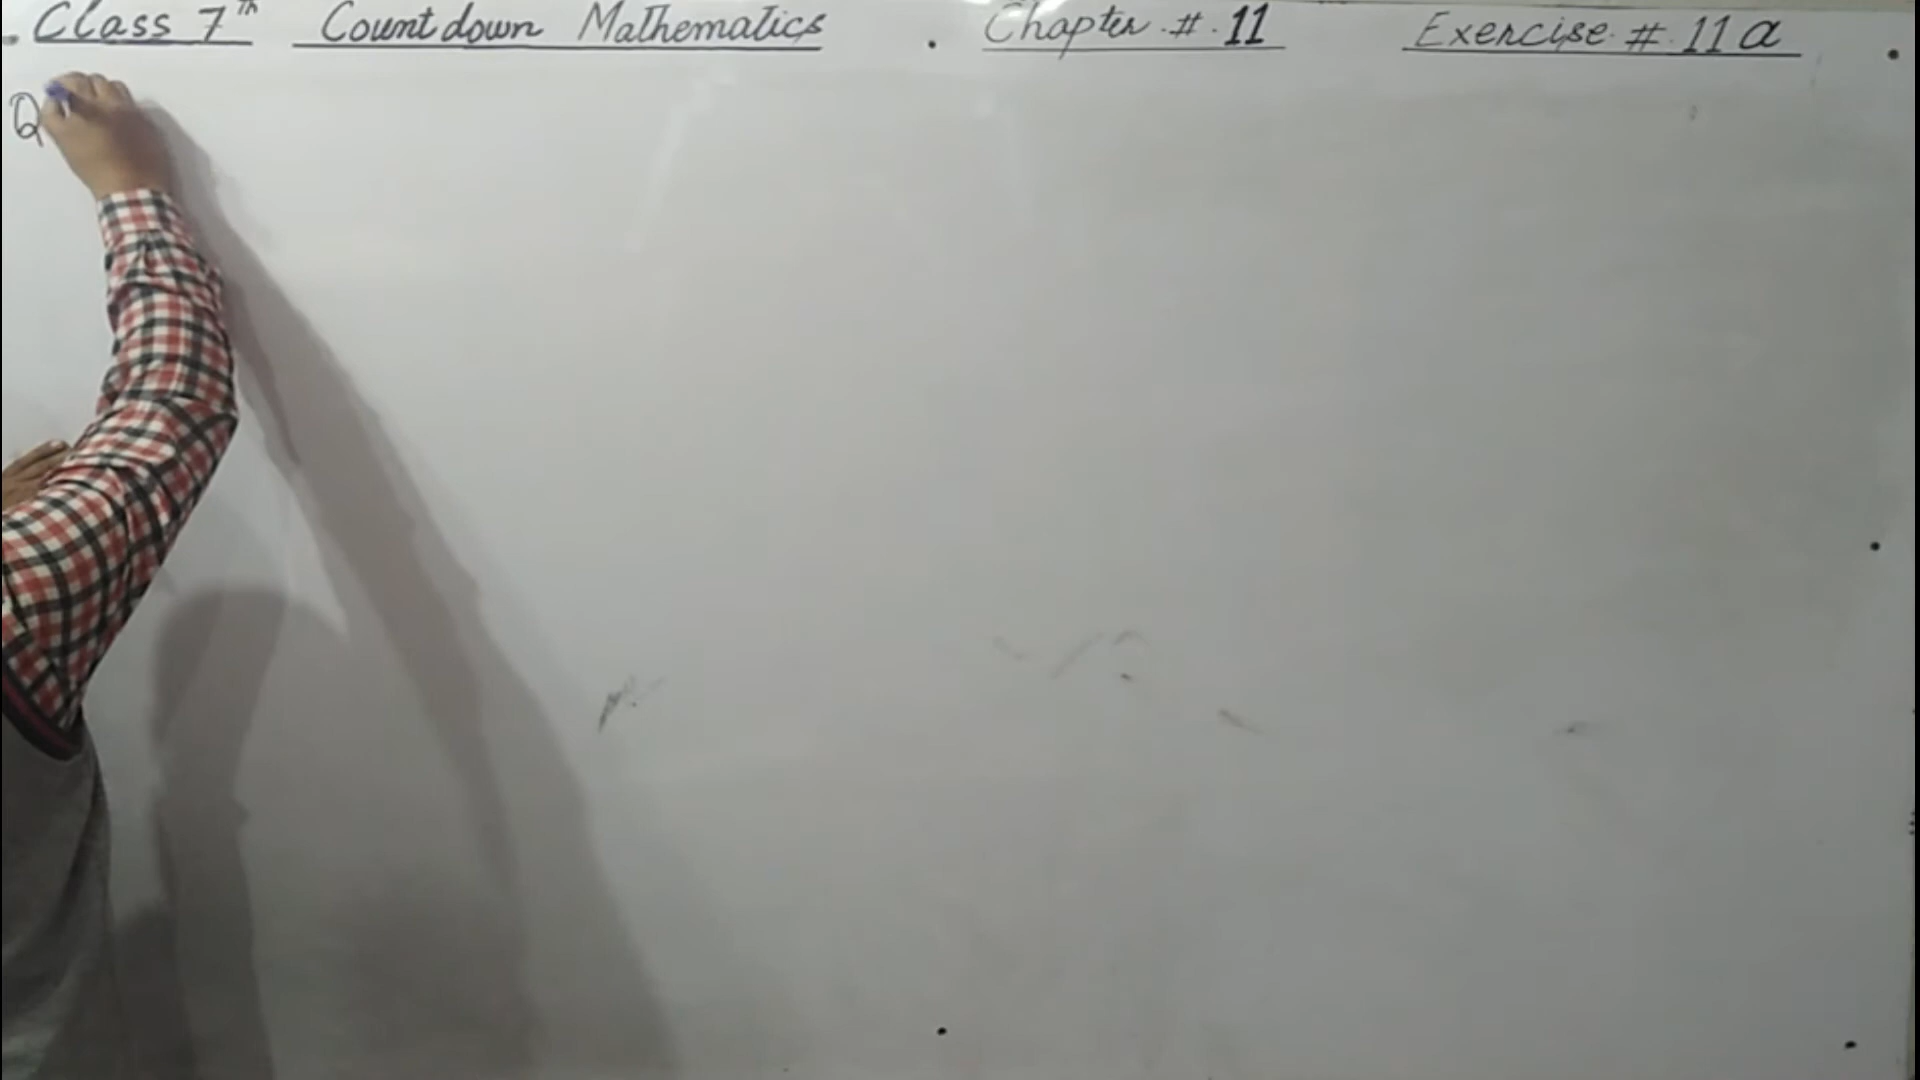 Class 7th Countdown Mathematics Chapter # 11 Exercise # 11 a
Q